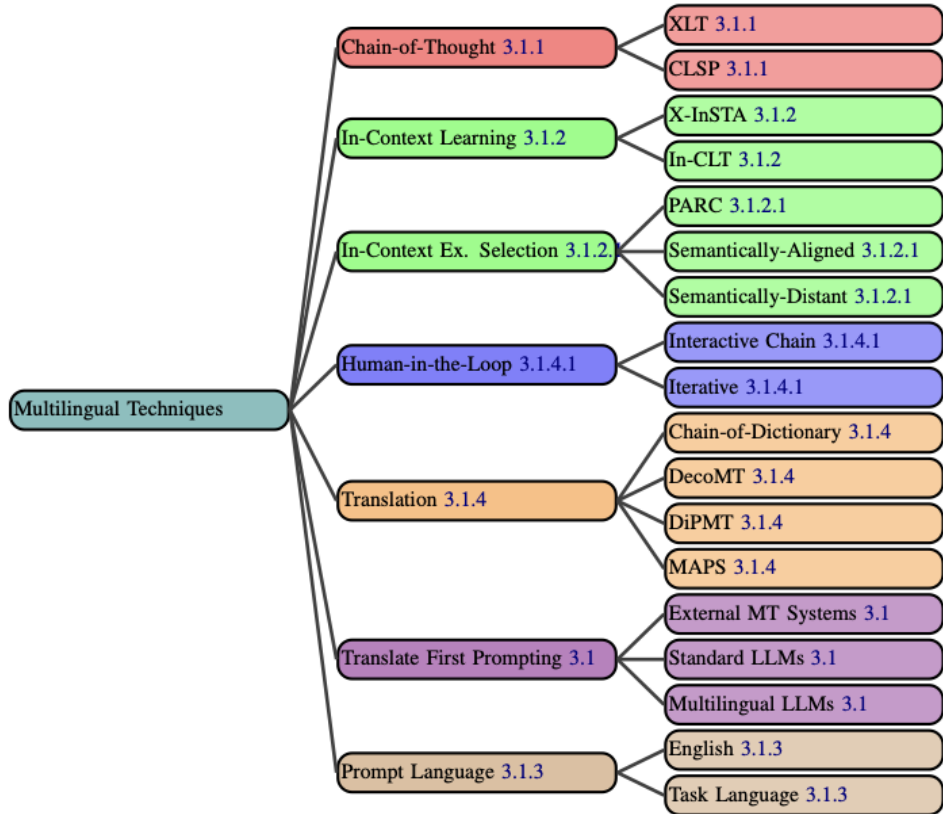 Multilingual Techniques
Chain-of-Thought 3.1.1
XLT 3.1.1
CLSP 3.1.1
In-Context Learning 3.1.2
X-InSTA 3.1.2
In-CLT 3.1.2
In-Context Ex. Selection 3.1.2.1
PARC 3.1.2.1
Semantically-Aligned 3.1.2.1
Semantically-Distant 3.1.2.1
Human-in-the-Loop 3.1.4.1
Interactive Chain 3.1.4.1
Iterative 3.1.4.1
Translation 3.1.4
Chain-of-Dictionary 3.1.4
DecoMT 3.1.4
DiPMT 3.1.4
MAPS 3.1.4
Translate First Prompting 3.1
External MT Systems 3.1
Standard LLMs 3.1
Multilingual LLMs 3.1
Prompt Language 3.1.3
English 3.1.3
Task Language 3.1.3